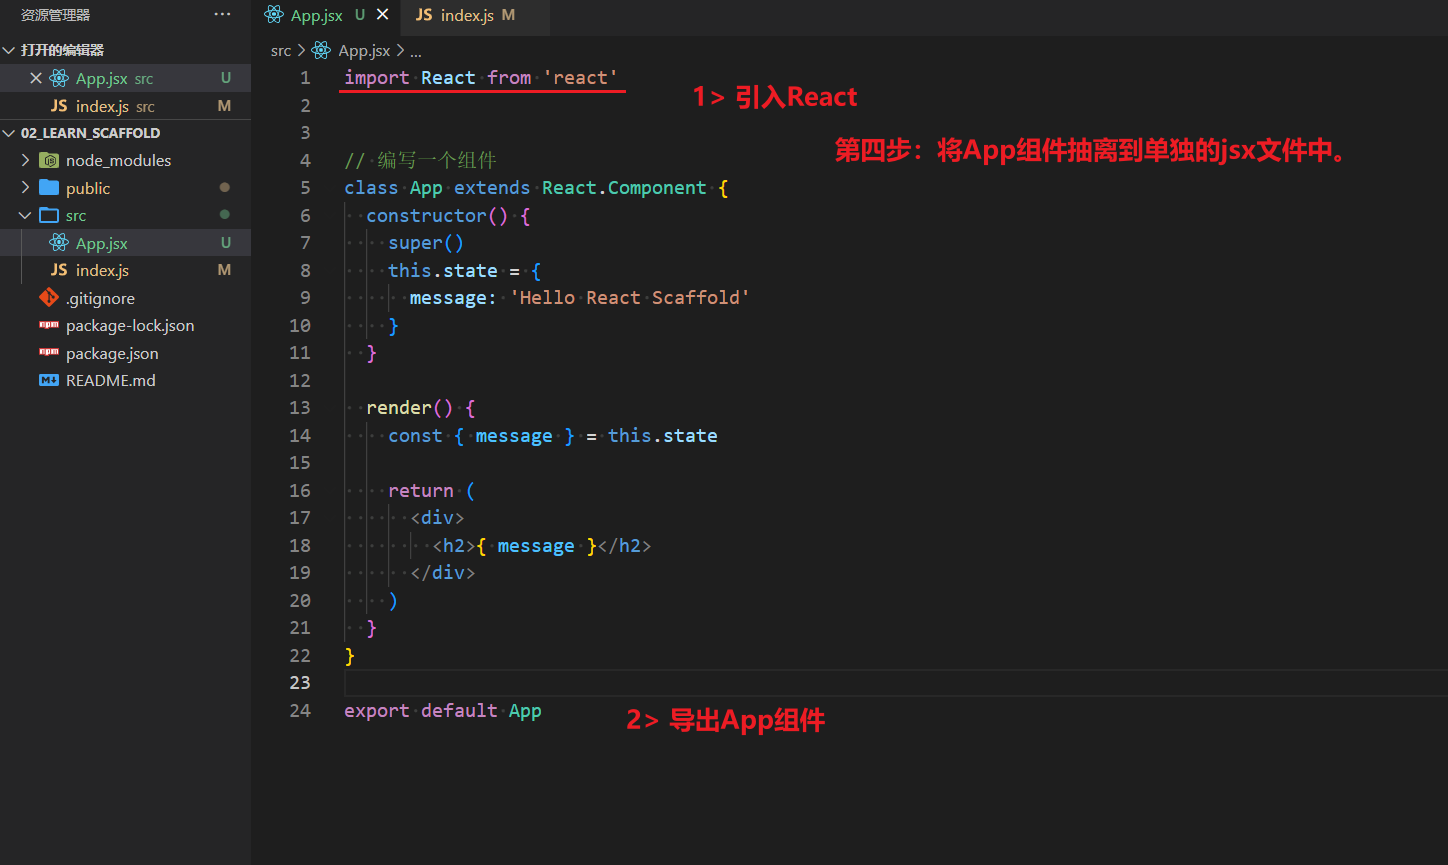 资源管理器
···
App.jsx U
JS index.js M
打开的编辑器
App.jsx src U
JS index.js src M
02_LEARN_SCAFFOLD
node_modules
public
src
App.jsx U
JS index.js M
.gitignore
npm package-lock.json
npm package.json
M README.md
src > App.jsx > ...
1 import React from 'react'
1> 引入React
2
3
第四步：将App组件抽离到单独的jsx文件中。
4 // 编写一个组件
5 class App extends React.Component {
6 constructor() {
7 super()
8 this.state = {
9 message: 'Hello React Scaffold'
10 }
11 }
12
13 render() {
14 const { message } = this.state
15
16 return (
17 <div>
18 <h2>{ message }</h2>
19 </div>
20 )
21 }
22 }
23
24 export default App
2> 导出App组件